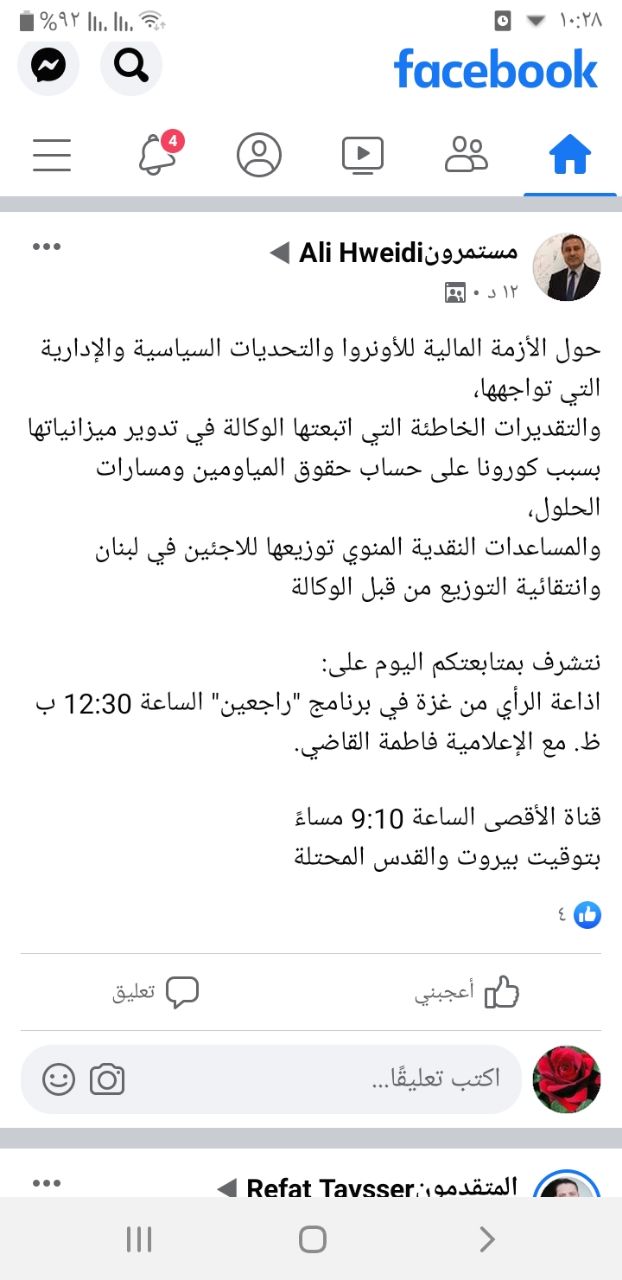 %٩٢ ١٠:٢٨
facebook
4
Ali Hweidi ◀ مستمرون
١٢ د •
حول الأزمة المالية للأونروا والتحديات السياسية والإدارية
التي تواجهها،
والتقديرات الخاطئة التي اتبعتها الوكالة في تدوير ميزانياتها
بسبب كورونا على حساب حقوق المياومين ومسارات
الحلول،
والمساعدات النقدية المنوي توزيعها للاجئين في لبنان
وانتقائية التوزيع من قبل الوكالة
نتشرف بمتابعتكم اليوم على:
اذاعة الرأي من غزة في برنامج "راجعين" الساعة 12:30 ب
ظ. مع الإعلامية فاطمة القاضي.
قناة الأقصى الساعة 9:10 مساءً
بتوقيت بيروت والقدس المحتلة
٤
أعجبني تعليق
اكتب تعليقًا...
Refat Taysser ◀ المتقدمون